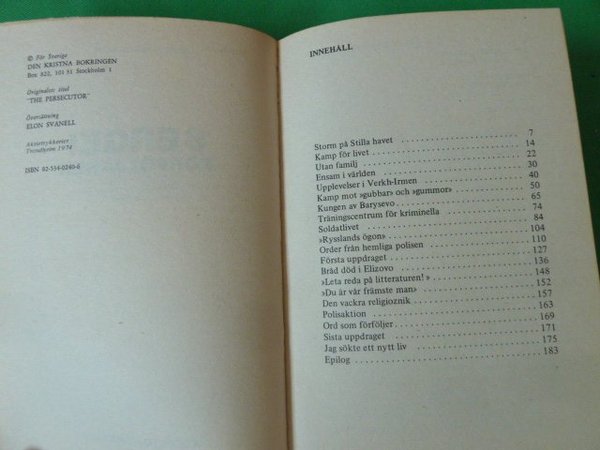 © För Sverige
DEN KRISTNA BOKRINGEN
Box 822, 101 31 Stockholm 1
Originalets titel
"THE PERSECUTOR"
Översättning
ELON SVANELL
Aktietrykkeriet
Trondheim 1974
ISBN 82-554-0240-6
INNEHÅLL
Storm på Stilla havet 7
Kamp för livet 14
Utan familj 22
Ensam i världen 30
Upplevelser i Verkh-Irmen 40
Kamp mot »gubbar» och »gummor» 50
Kungen av Barysevo 65
Träningscentrum för kriminella 74
Soldatlivet 84
»Rysslands ögon» 104
Order från hemliga polisen 110
Första uppdraget 127
Bråd död i Elizovo 136
»Leta reda på litteraturen!» 148
»Du är vår främste man» 152
Den vackra religioznik 157
Polisaktion 163
Ord som förföljer 169
Sista uppdraget 171
Jag sökte ett nytt liv 175
Epilog 183